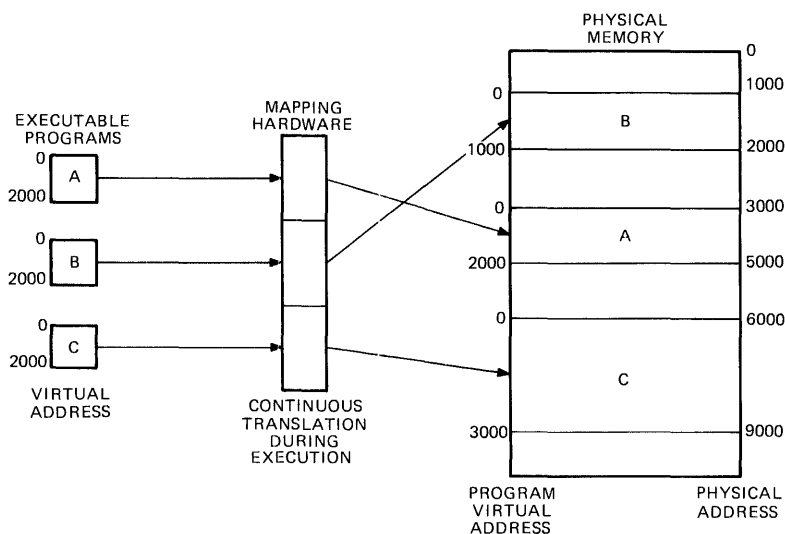 EXECUTABLE
PROGRAMS
0
A
2000
0
B
2000
0
C
2000
VIRTUAL
ADDRESS
MAPPING
HARDWARE
CONTINUOUS
TRANSLATION
DURING
EXECUTION
PHYSICAL
MEMORY
0
1000
0
B
1000
2000
0
3000
A
2000
5000
0
6000
C
3000
9000
PROGRAM
VIRTUAL
ADDRESS
PHYSICAL
ADDRESS